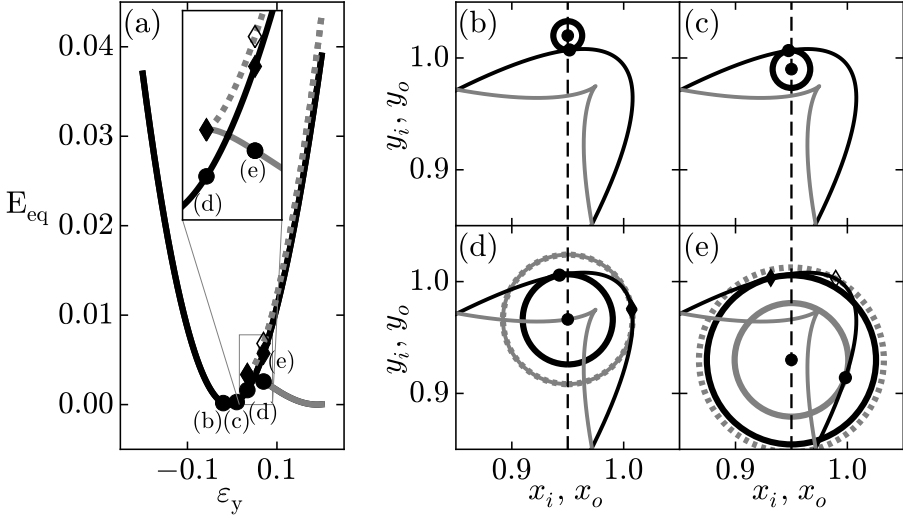 (a)
E_eq
0.04
0.03
0.02
0.01
0.00
(d)
(e)
(b)
(c)
(d)
(e)
−0.1
0.1
ε_y
(b)
(c)
y_i, y_o
1.0
0.9
(d)
(e)
y_i, y_o
1.0
0.9
0.9
1.0
0.9
1.0
x_i, x_o
x_i, x_o